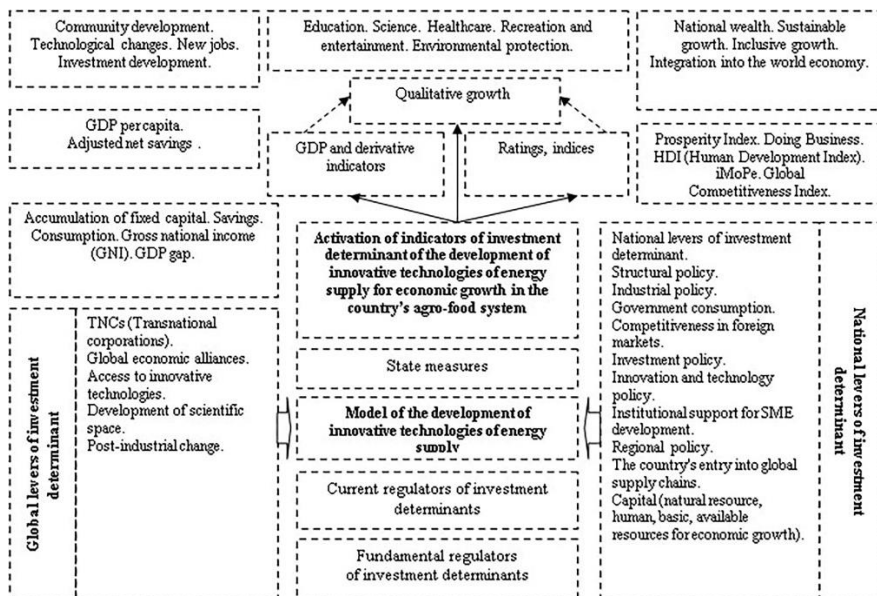 Community development.
Technological changes. New jobs.
Investment development.
Education. Science. Healthcare. Recreation and
entertainment. Environmental protection.
National wealth. Sustainable
growth. Inclusive growth.
Integration into the world economy.
Qualitative growth
GDP per capita.
Adjusted net savings .
GDP and derivative
indicators
Ratings, indices
Prosperity Index. Doing Business.
HDI (Human Development Index).
iMoPe. Global
Competitiveness Index.
Accumulation of fixed capital. Savings.
Consumption. Gross national income
(GNI). GDP gap.
Activation of indicators of investment
determinant of the development of
innovative technologies of energy
supply for economic growth in the
country's agro-food system
Global levers of investment
determinant
TNCs (Transnational
corporations).
Global economic alliances.
Access to innovative
technologies.
Development of scientific
space.
Post-industrial change.
State measures
Model of the development of
innovative technologies of energy
supply
Current regulators of investment
determinants
Fundamental regulators
of investment determinants
National levers of investment
determinant.
Structural policy.
Industrial policy.
Government consumption.
Competitiveness in foreign
markets.
Investment policy.
Innovation and technology
policy.
Institutional support for SME
development.
Regional policy.
The country's entry into global
supply chains.
Capital (natural resource,
human, basic, available
resources for economic growth).
National levers of investment
determinant